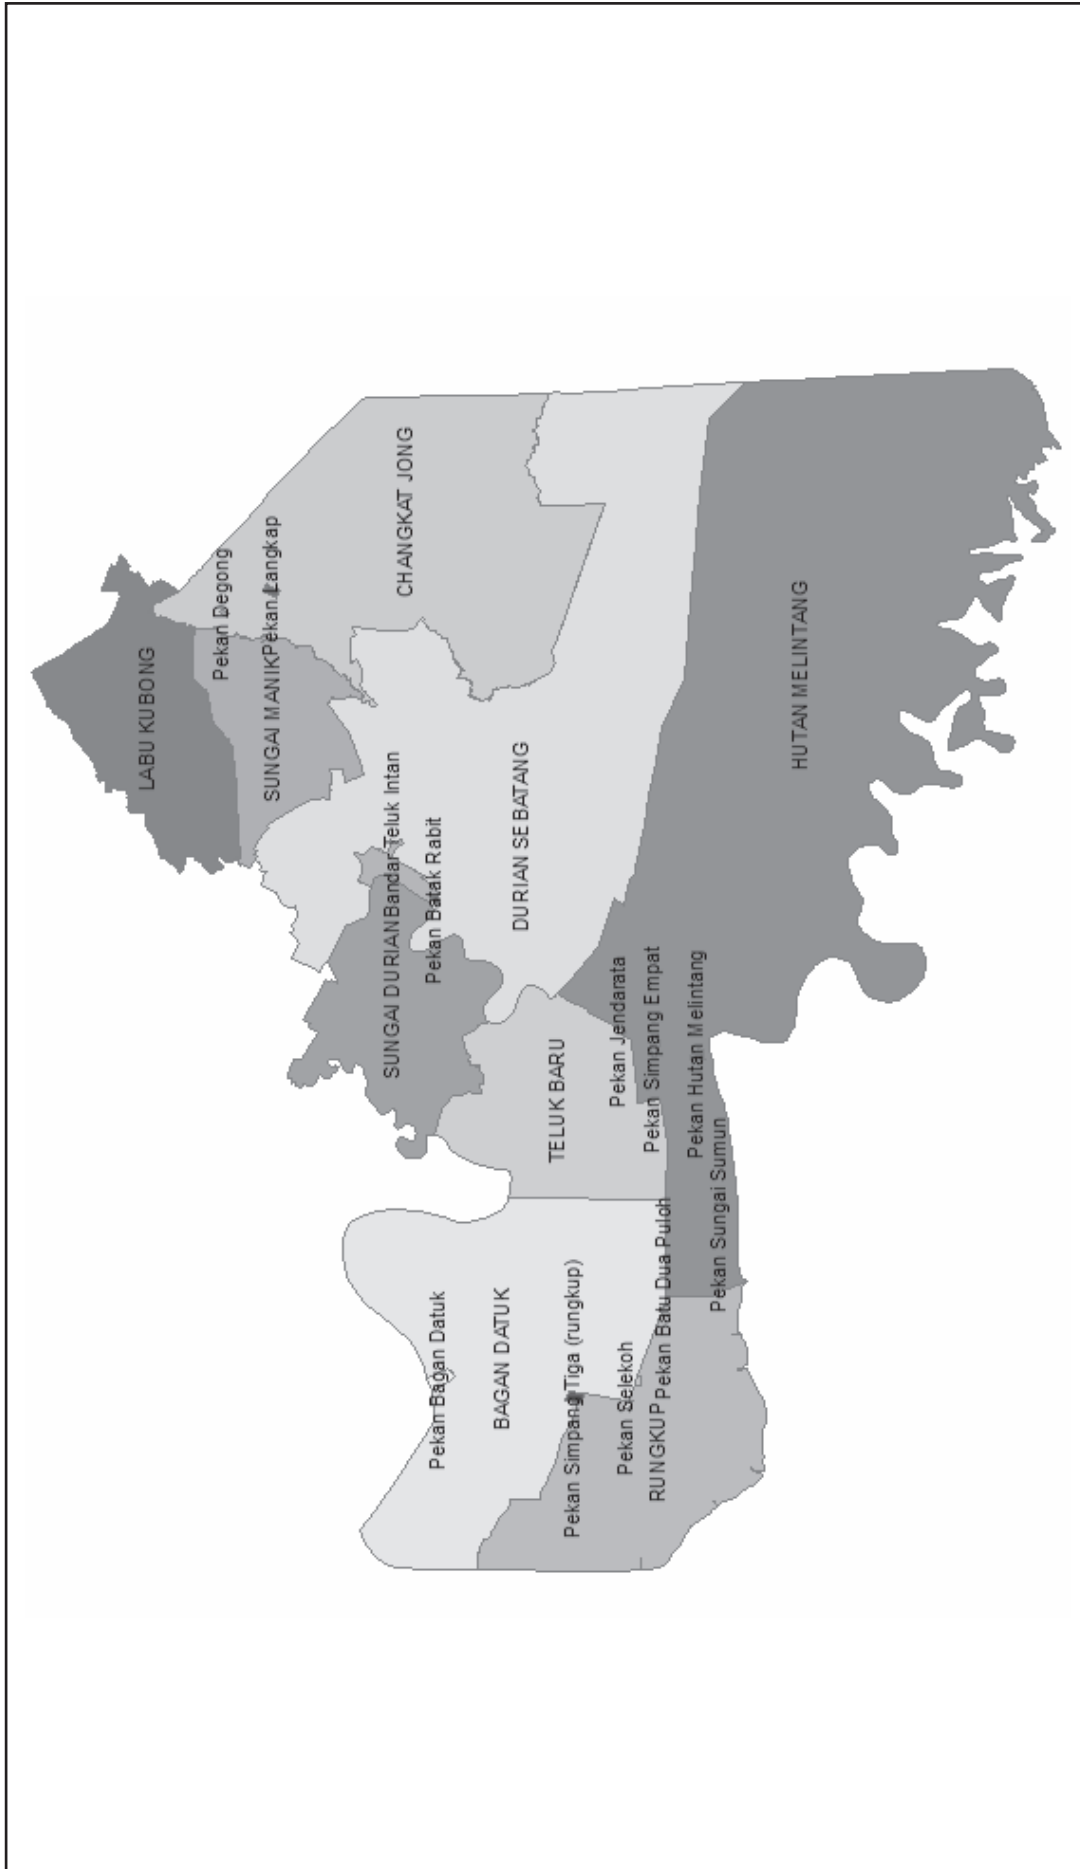 LABU KUBONG
Pekan Degong
SUNGAI MANIK
Pekan Langkap
CHANGKAT JONG
SUNGAI DURIAN
Bandar Teluk Intan
Pekan Batak Rabit
Pekan Bagan Datuk
BAGAN DATUK
DURIAN SEBATANG
TELUK BARU
Pekan Simpang Tiga (rungkup)
Pekan Jendarata
Pekan Selekoh
Pekan Simpang Empat
RUNGKUP
Pekan Batu Dua Puloh
Pekan Hutan Melintang
Pekan Sungai Sumun
HUTAN MELINTANG